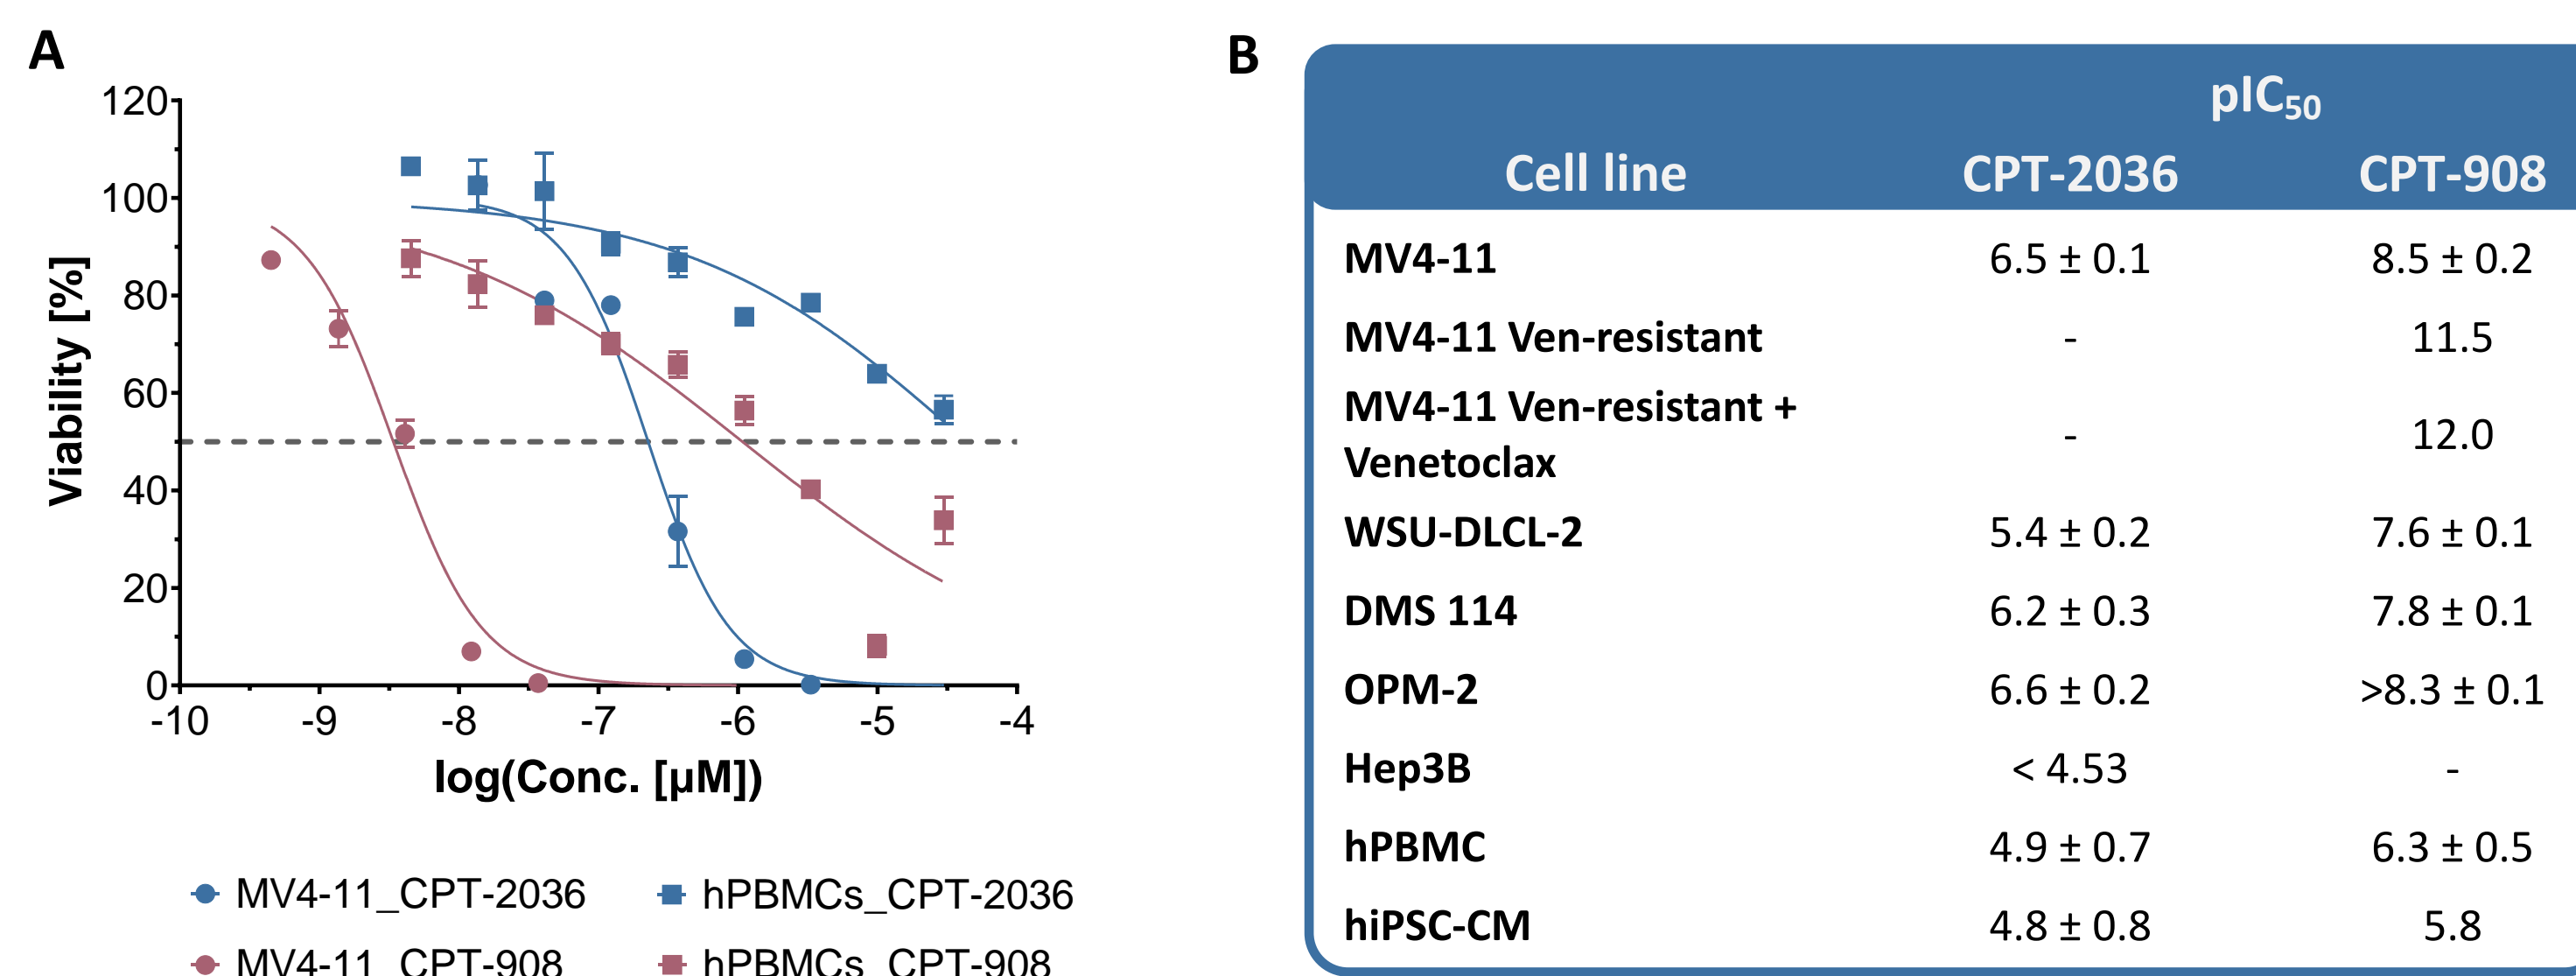 A
120
100
80
60
40
20
0
Viability [%]
-10 -9 -8 -7 -6 -5 -4
log(Conc. [µM])
MV4-11_CPT-2036 hPBMCs_CPT-2036
MV4-11_CPT-908 hPBMCs_CPT-908
B
pIC50
Cell line CPT-2036 CPT-908
MV4-11 6.5 ± 0.1 8.5 ± 0.2
MV4-11 Ven-resistant - 11.5
MV4-11 Ven-resistant +
Venetoclax - 12.0
WSU-DLCL-2 5.4 ± 0.2 7.6 ± 0.1
DMS 114 6.2 ± 0.3 7.8 ± 0.1
OPM-2 6.6 ± 0.2 >8.3 ± 0.1
Hep3B < 4.53 -
hPBMC 4.9 ± 0.7 6.3 ± 0.5
hiPSC-CM 4.8 ± 0.8 5.8